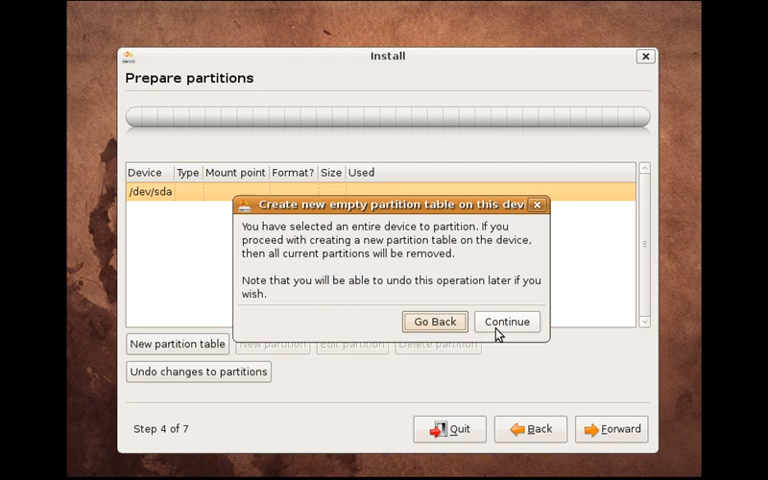 Install
Prepare partitions
Device Type Mount point Format? Size Used
/dev/sda
Create new empty partition table on this dev
You have selected an entire device to partition. If you
proceed with creating a new partition table on the device,
then all current partitions will be removed.
Note that you will be able to undo this operation later if you
wish.
Go Back Continue
New partition table New partition Edit partition Delete partition
Undo changes to partitions
Step 4 of 7 Quit Back Forward